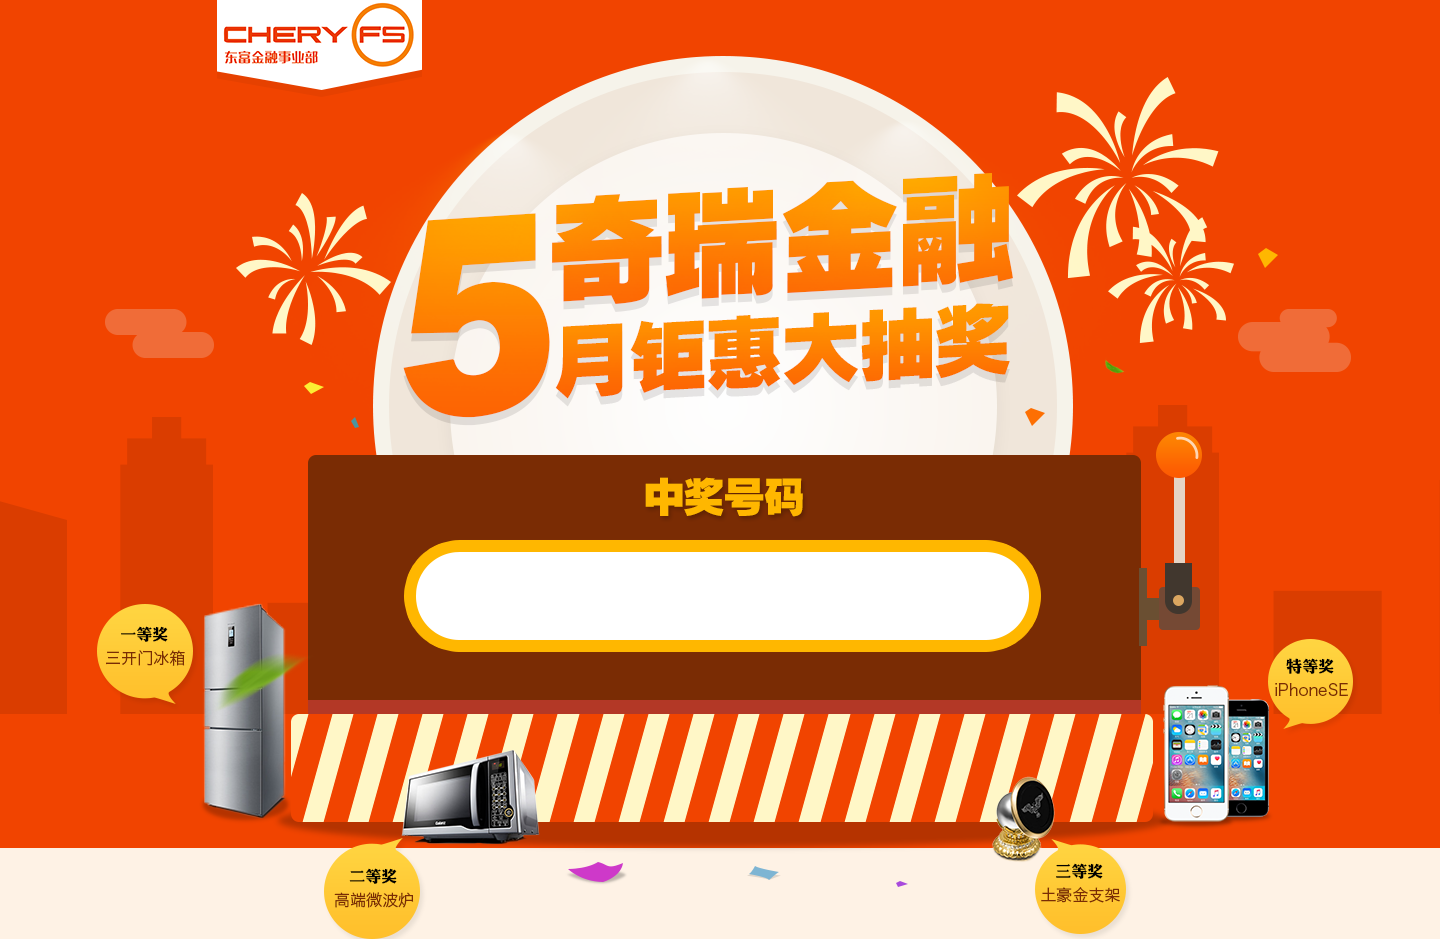 CHERY FS
东富金融事业部
5
奇瑞金融
月钜惠大抽奖
中奖号码
一等奖
三开门冰箱
特等奖
iPhoneSE
二等奖
高端微波炉
三等奖
土豪金支架